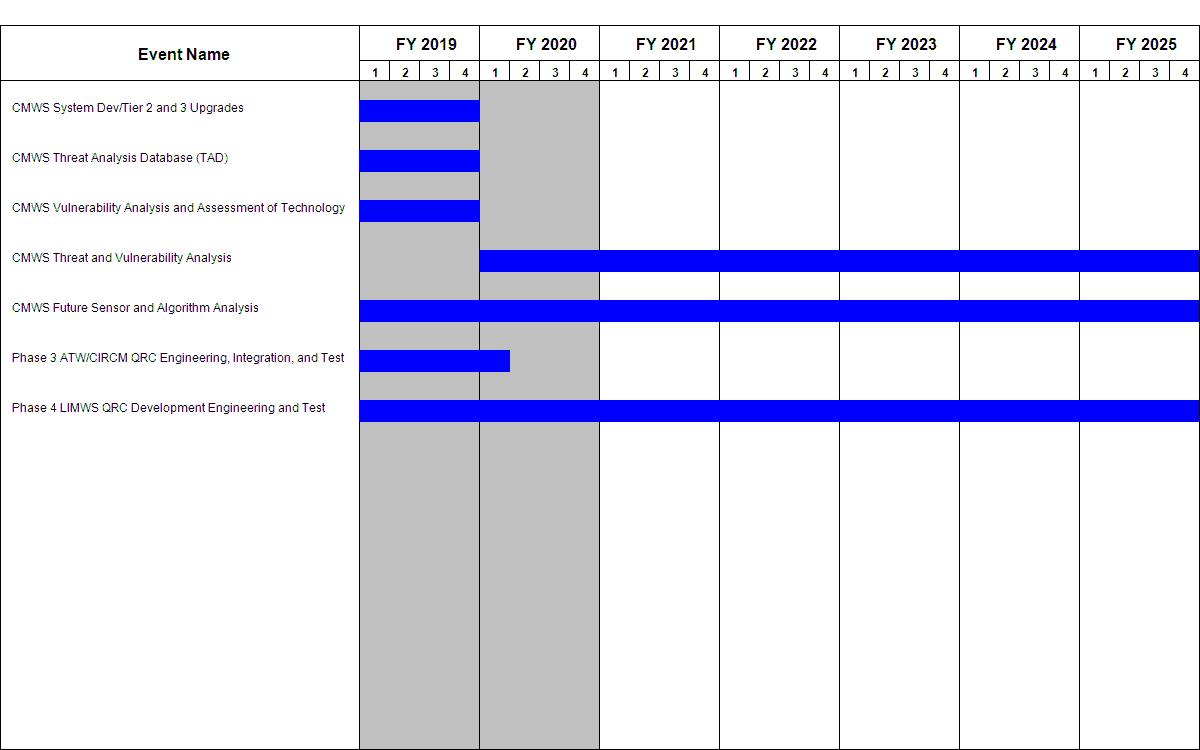 Event Name FY 2019 FY 2020 FY 2021 FY 2022 FY 2023 FY 2024 FY 2025
1 2 3 4 1 2 3 4 1 2 3 4 1 2 3 4 1 2 3 4 1 2 3 4 1 2 3 4
CMWS System Dev/Tier 2 and 3 Upgrades
CMWS Threat Analysis Database (TAD)
CMWS Vulnerability Analysis and Assessment of Technology
CMWS Threat and Vulnerability Analysis
CMWS Future Sensor and Algorithm Analysis
Phase 3 ATW/CIRCM QRC Engineering, Integration, and Test
Phase 4 LIMWS QRC Development Engineering and Test